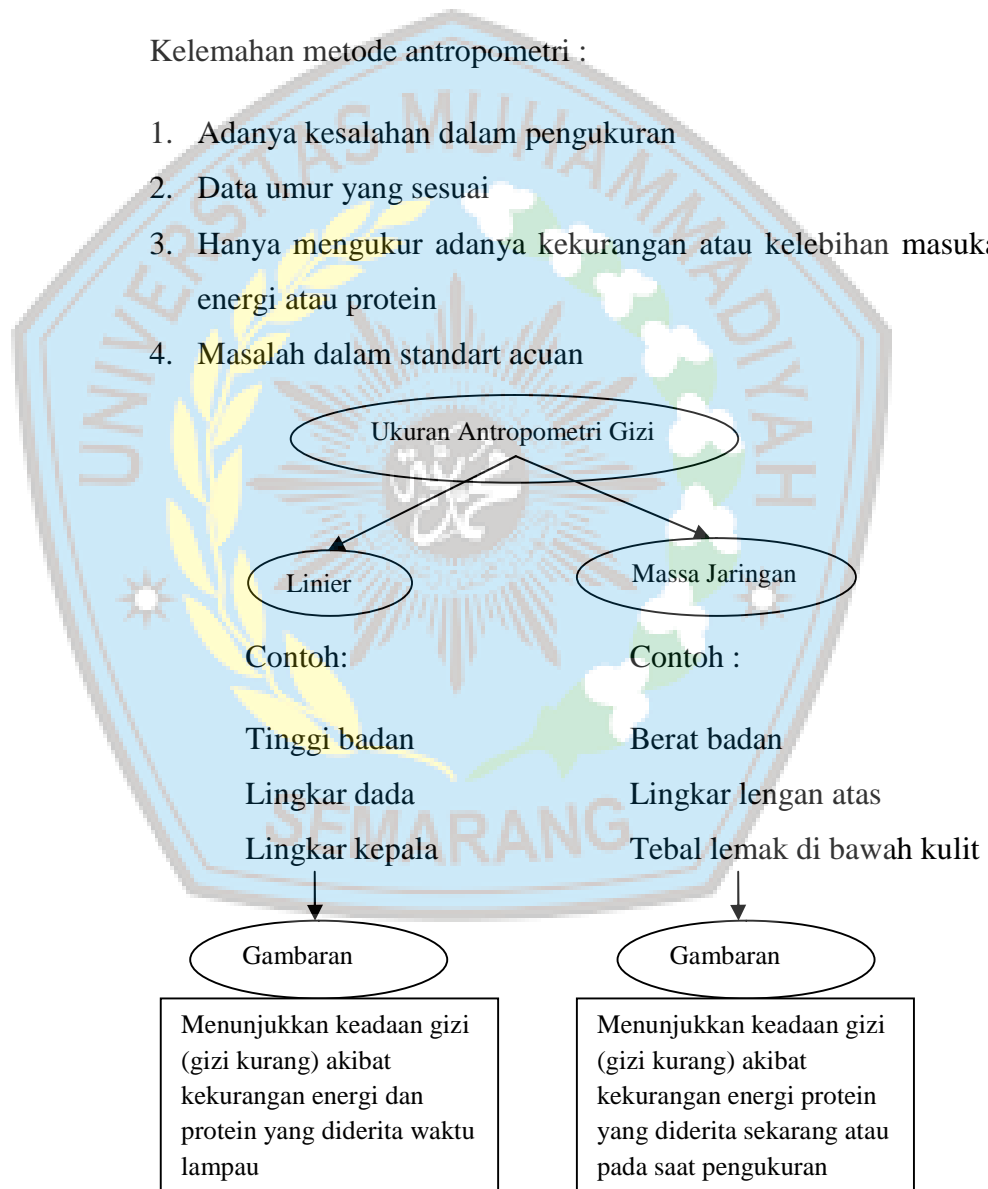 Kelemahan metode antropometri :
1. Adanya kesalahan dalam pengukuran
2. Data umur yang sesuai
3. Hanya mengukur adanya kekurangan atau kelebihan masuka
energi atau protein
4. Masalah dalam standart acuan
UNIVERSITAS MUHAMMADIYAH
SEMARANG
Ukuran Antropometri Gizi
Linier
Massa Jaringan
Contoh:
Tinggi badan
Lingkar dada
Lingkar kepala
Contoh :
Berat badan
Lingkar lengan atas
Tebal lemak di bawah kulit
Gambaran
Menunjukkan keadaan gizi
(gizi kurang) akibat
kekurangan energi dan
protein yang diderita waktu
lampau
Gambaran
Menunjukkan keadaan gizi
(gizi kurang) akibat
kekurangan energi protein
yang diderita sekarang atau
pada saat pengukuran